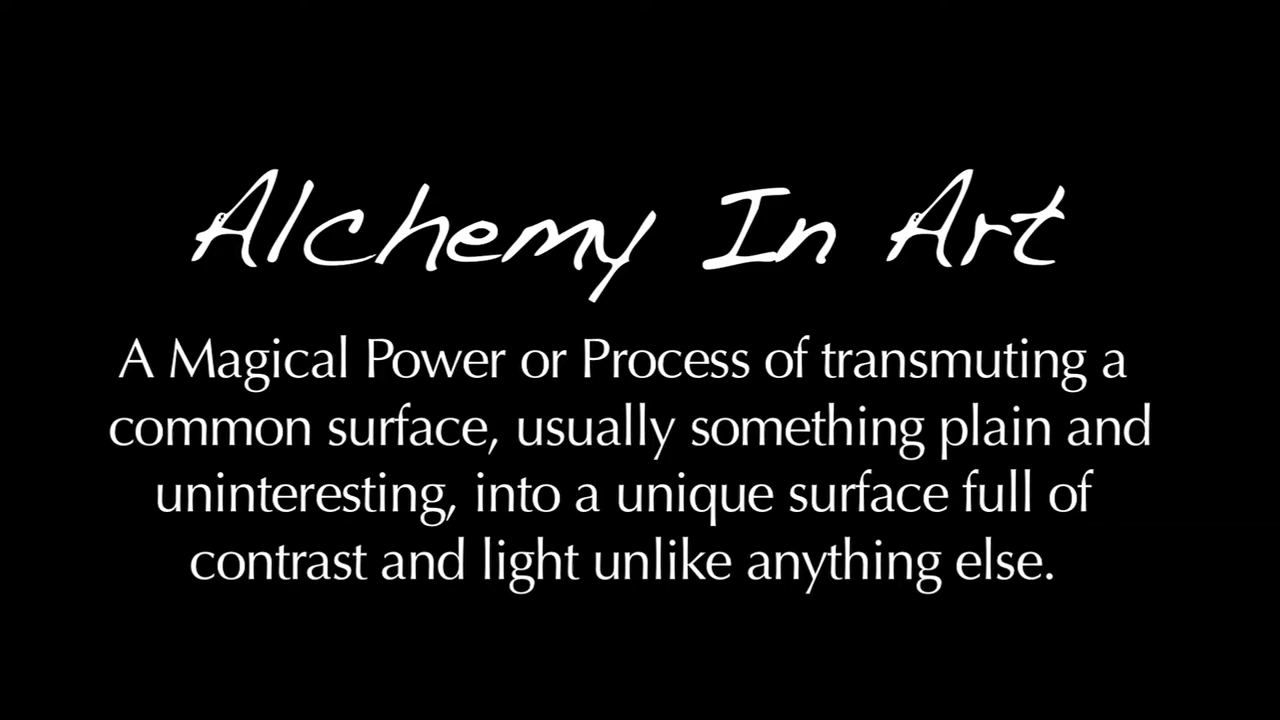 Alchemy In Art
A Magical Power or Process of transmuting a
common surface, usually something plain and
uninteresting, into a unique surface full of
contrast and light unlike anything else.